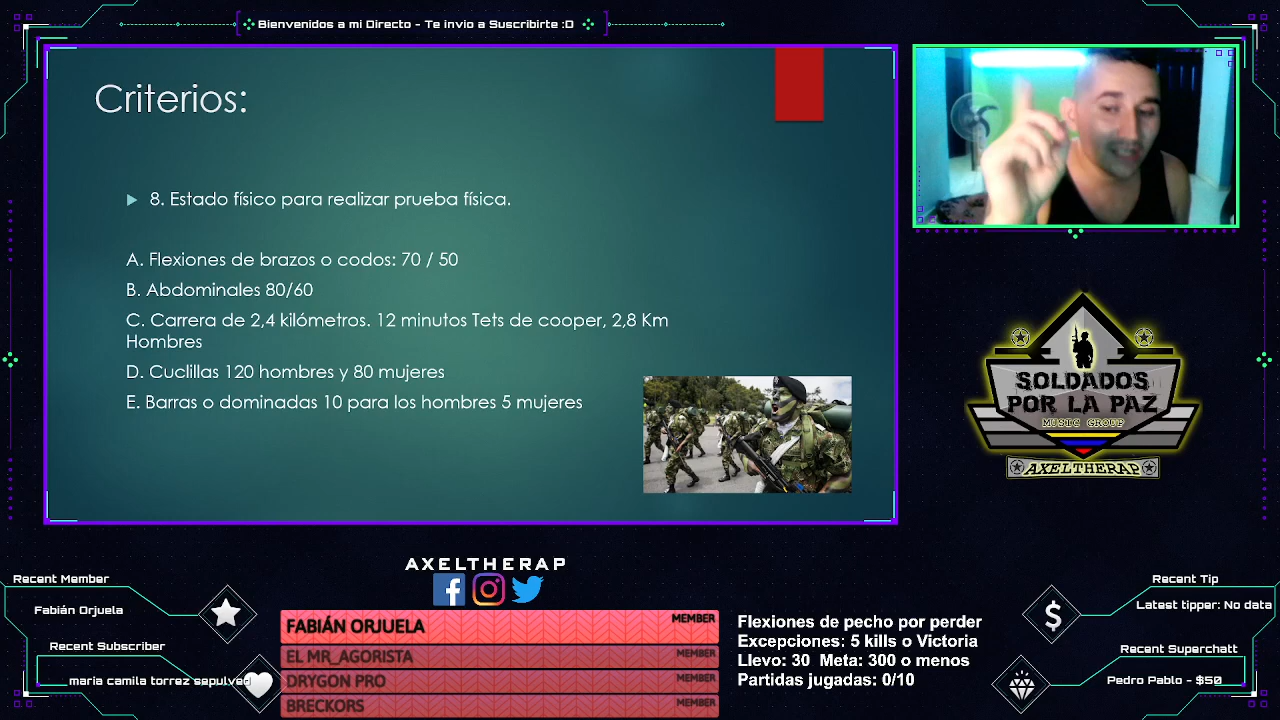 Bienvenidos a mi Directo - Te invio a Suscribirte :D
Criterios:
8. Estado físico para realizar prueba física.
A. Flexiones de brazos o codos: 70 / 50
B. Abdominales 80/60
C. Carrera de 2,4 kilómetros. 12 minutos Tets de cooper, 2,8 Km
Hombres
D. Cuclillas 120 hombres y 80 mujeres
E. Barras o dominadas 10 para los hombres 5 mujeres
SOLDADOS
POR LA PAZ
MUSIC GROUP
AXELTHERAP
AXELTHERAP
Recent Member
Fabián Orjuela
Recent Subscriber
maria camila torrez sepulved
FABIÁN ORJUELA MEMBER
EL MR_AGORISTA MEMBER
DRYGON PRO MEMBER
BRECKORS MEMBER
Flexiones de pecho por perder
Excepciones: 5 kills o Victoria
Llevo: 30 Meta: 300 o menos
Partidas jugadas: 0/10
Recent Tip
Latest tipper: No data
Recent Superchatt
Pedro Pablo - $50